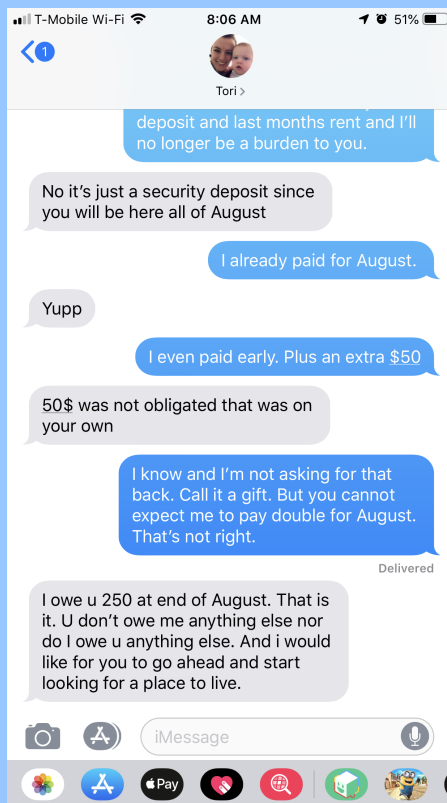 T-Mobile Wi-Fi 8:06 AM 51%
1
Tori >
deposit and last months rent and I'll
no longer be a burden to you.
No it's just a security deposit since
you will be here all of August
I already paid for August.
Yupp
I even paid early. Plus an extra $50
50$ was not obligated that was on
your own
I know and I'm not asking for that
back. Call it a gift. But you cannot
expect me to pay double for August.
That's not right.
Delivered
I owe u 250 at end of August. That is
it. U don't owe me anything else nor
do I owe u anything else. And i would
like for you to go ahead and start
looking for a place to live.
iMessage
Pay